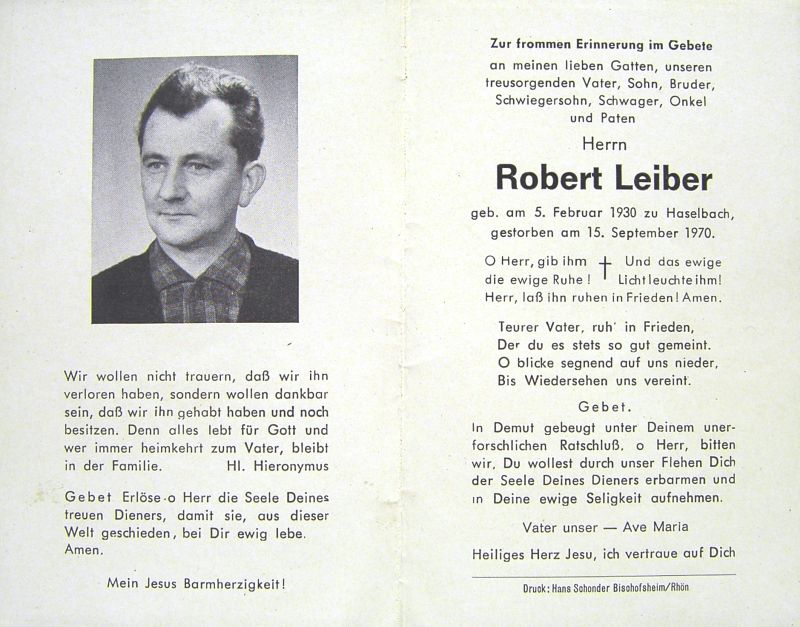 Wir wollen nicht trauern, daß wir ihn
verloren haben, sondern wollen dankbar
sein, daß wir ihn gehabt haben und noch
besitzen. Denn alles lebt für Gott und
wer immer heimkehrt zum Vater, bleibt
in der Familie. Hl. Hieronymus
Gebet Erlöse o Herr die Seele Deines
treuen Dieners, damit sie, aus dieser
Welt geschieden, bei Dir ewig lebe.
Amen.
Mein Jesus Barmherzigkeit!
Zur frommen Erinnerung im Gebete
an meinen lieben Gatten, unseren
treusorgenden Vater, Sohn, Bruder,
Schwiegersohn, Schwager, Onkel
und Paten
Herrn
Robert Leiber
geb. am 5. Februar 1930 zu Haselbach,
gestorben am 15. September 1970.
O Herr, gib ihm † Und das ewige
die ewige Ruhe! Licht leuchte ihm!
Herr, laß ihn ruhen in Frieden! Amen.
Teurer Vater, ruh' in Frieden,
Der du es stets so gut gemeint.
O blicke segnend auf uns nieder,
Bis Wiedersehen uns vereint.
Gebet.
In Demut gebeugt unter Deinem uner-
forschlichen Ratschluß, o Herr, bitten
wir, Du wollest durch unser Flehen Dich
der Seele Deines Dieners erbarmen und
in Deine ewige Seligkeit aufnehmen.
Vater unser — Ave Maria
Heiliges Herz Jesu, ich vertraue auf Dich
Druck: Hans Schonder Bischofsheim/Rhön